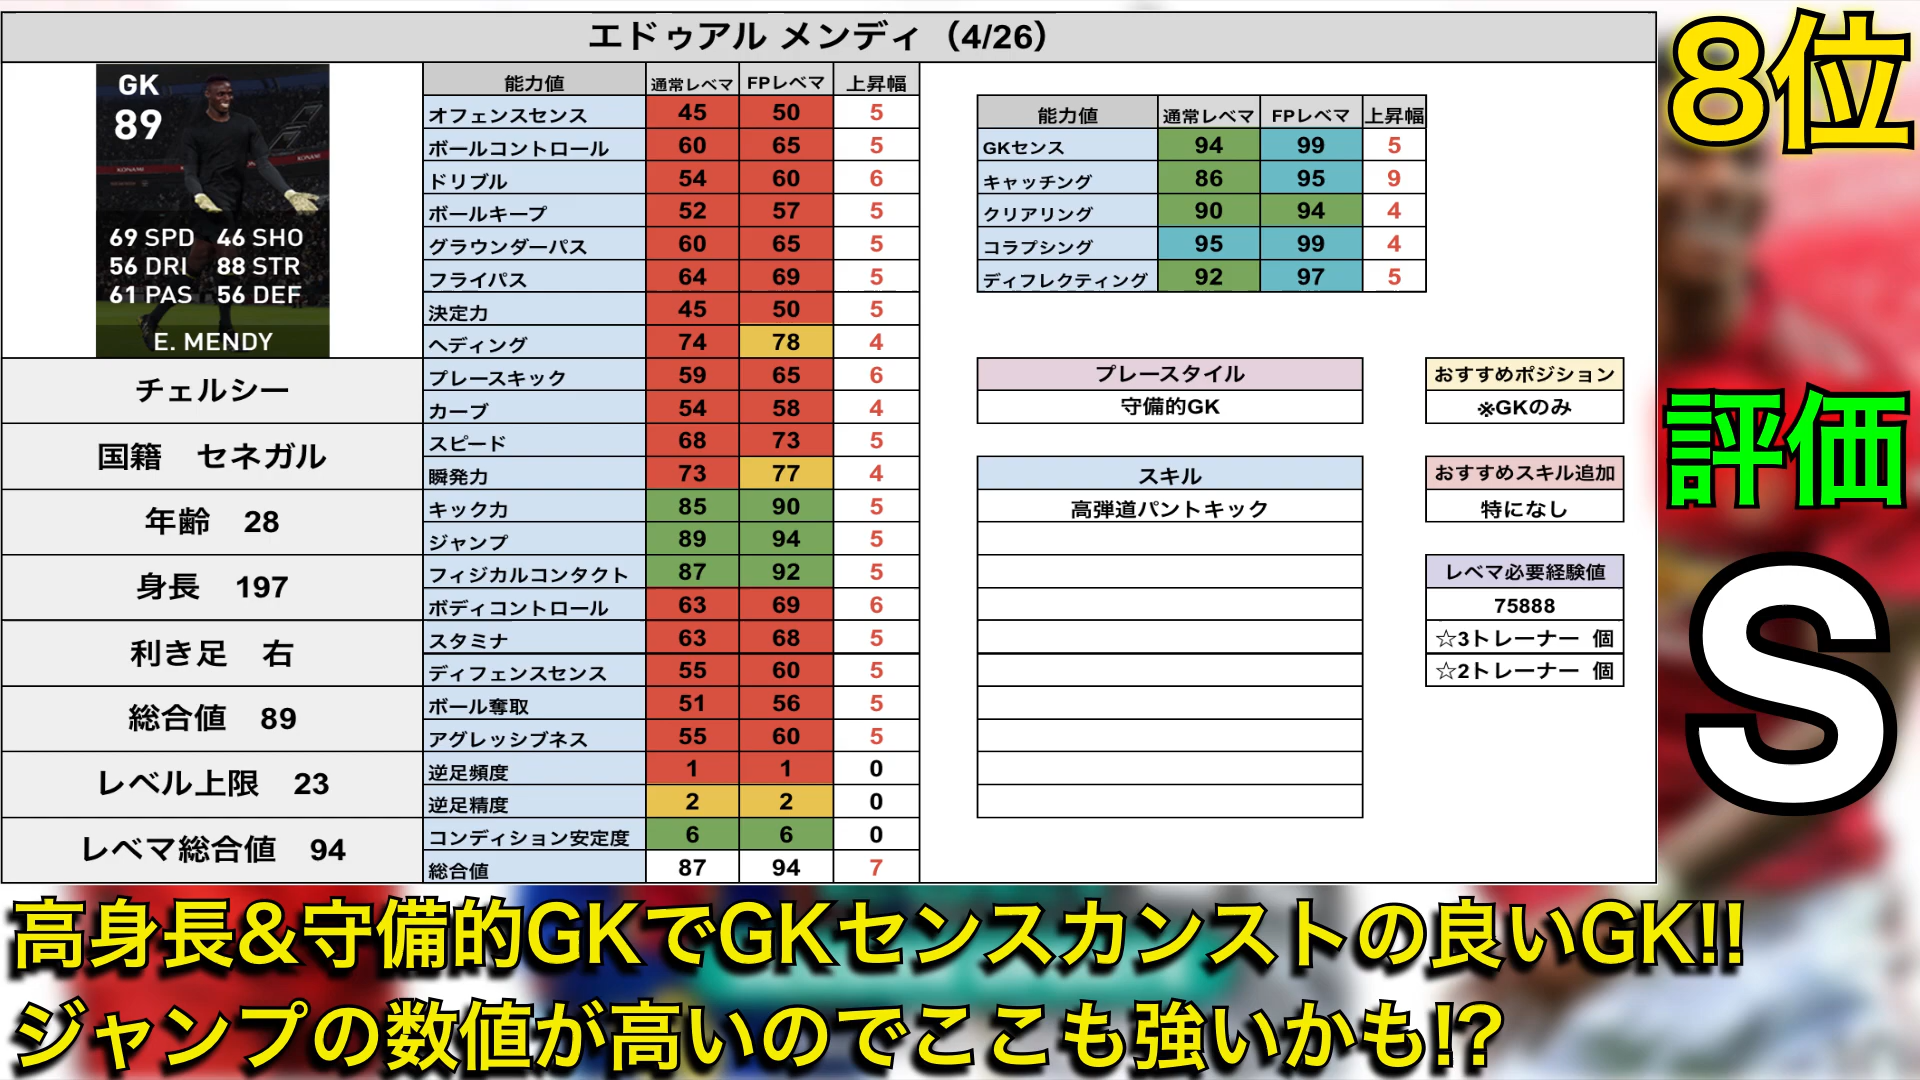 エドゥアル メンディ（4/26）
8位
GK
89
69 SPD 46 SHO
56 DRI 88 STR
61 PAS 56 DEF
E. MENDY
チェルシー
国籍　セネガル
年齢　28
身長　197
利き足　右
総合値　89
レベル上限　23
レベマ総合値　94
能力値 通常レベマ FPレベマ 上昇幅
オフェンスセンス 45 50 5
ボールコントロール 60 65 5
ドリブル 54 60 6
ボールキープ 52 57 5
グラウンダーパス 60 65 5
フライパス 64 69 5
決定力 45 50 5
ヘディング 74 78 4
プレースキック 59 65 6
カーブ 54 58 4
スピード 68 73 5
瞬発力 73 77 4
キック力 85 90 5
ジャンプ 89 94 5
フィジカルコンタクト 87 92 5
ボディコントロール 63 69 6
スタミナ 63 68 5
ディフェンスセンス 55 60 5
ボール奪取 51 56 5
アグレッシブネス 55 60 5
逆足頻度 1 1 0
逆足精度 2 2 0
コンディション安定度 6 6 0
総合値 87 94 7
能力値 通常レベマ FPレベマ 上昇幅
GKセンス 94 99 5
キャッチング 86 95 9
クリアリング 90 94 4
コラプシング 95 99 4
ディフレクティング 92 97 5
プレースタイル
守備的GK
スキル
高弾道パントキック
おすすめポジション
※GKのみ
おすすめスキル追加
特になし
レベマ必要経験値
75888
☆3トレーナー 個
☆2トレーナー 個
評価
S
高身長&守備的GKでGKセンスカンストの良いGK!!
ジャンプの数値が高いのでここも強いかも!?